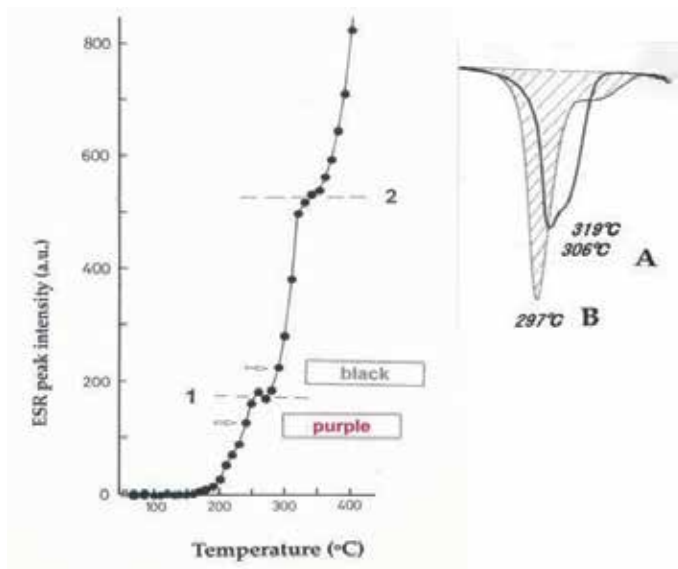 800
600
400
200
0
100
200
300
400
ESR peak intensity (a.u.)
Temperature (°C)
2
1
black
purple
319°C
306°C
A
297°C
B